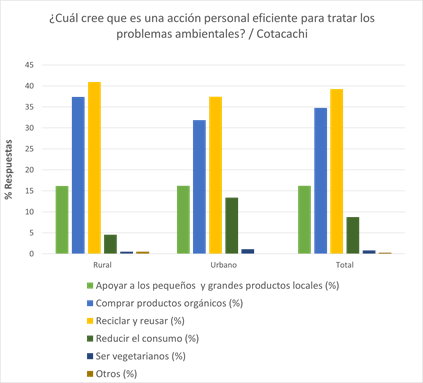 ¿Cuál cree que es una acción personal eficiente para tratar los
problemas ambientales? / Cotacachi
% Respuestas
45
40
35
30
25
20
15
10
5
0
Rural
Urbano
Total
Apoyar a los pequeños y grandes productos locales (%)
Comprar productos orgánicos (%)
Reciclar y reusar (%)
Reducir el consumo (%)
Ser vegetarianos (%)
Otros (%)